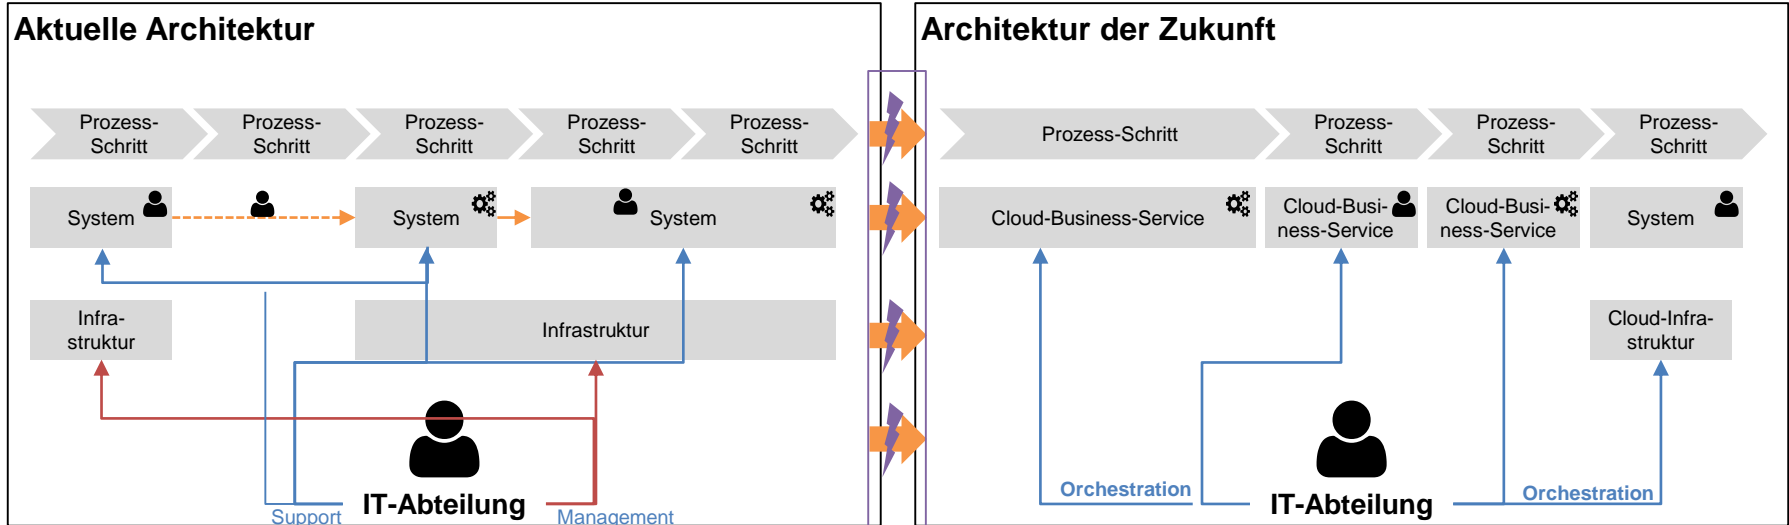 Aktuelle Architektur
Prozess-
Schritt
Prozess-
Schritt
Prozess-
Schritt
Prozess-
Schritt
Prozess-
Schritt
System
System
System
Infra-
struktur
Infrastruktur
IT-Abteilung
Support
Management
Architektur der Zukunft
Prozess-Schritt
Prozess-
Schritt
Prozess-
Schritt
Prozess-
Schritt
Cloud-Business-Service
Cloud-Busi-
ness-Service
Cloud-Busi-
ness-Service
System
Cloud-Infra-
struktur
Orchestration
IT-Abteilung
Orchestration